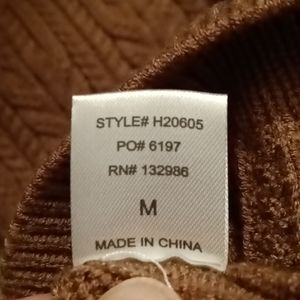 STYLE# H20605
PO# 6197
RN# 132986
M
MADE IN CHINA